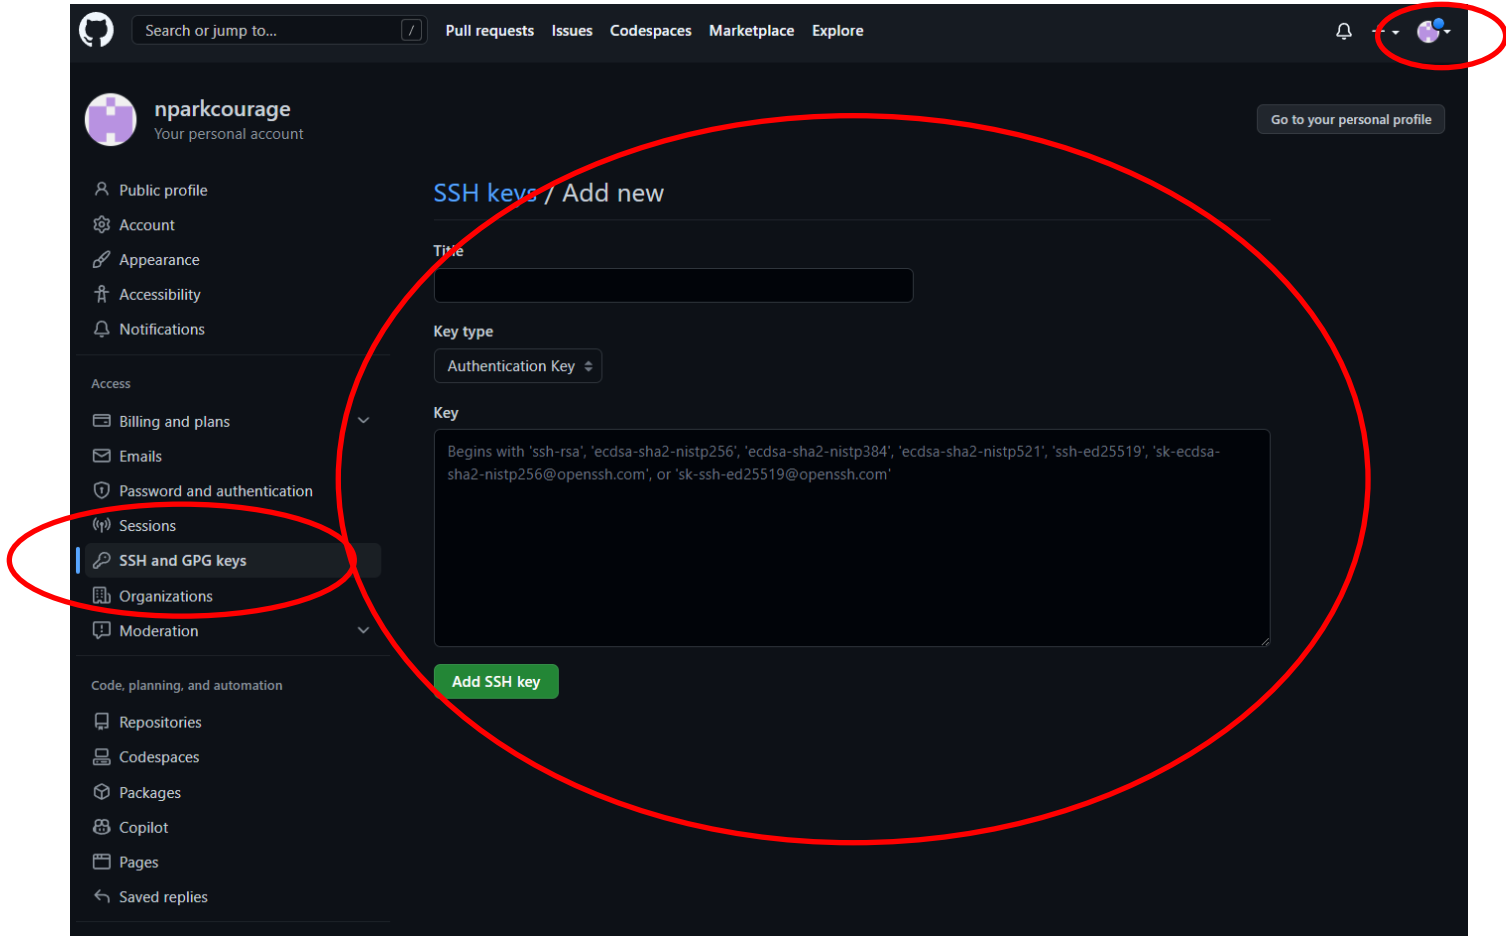 Search or jump to...
/
Pull requests
Issues
Codespaces
Marketplace
Explore
nparkcourage
Your personal account
Go to your personal profile
Public profile
Account
Appearance
Accessibility
Notifications
Access
Billing and plans
Emails
Password and authentication
Sessions
SSH and GPG keys
Organizations
Moderation
Code, planning, and automation
Repositories
Codespaces
Packages
Copilot
Pages
Saved replies
SSH keys / Add new
Title
Key type
Authentication Key
Key
Begins with 'ssh-rsa', 'ecdsa-sha2-nistp256', 'ecdsa-sha2-nistp384', 'ecdsa-sha2-nistp521', 'ssh-ed25519', 'sk-ecdsa-
sha2-nistp256@openssh.com', or 'sk-ssh-ed25519@openssh.com'
Add SSH key